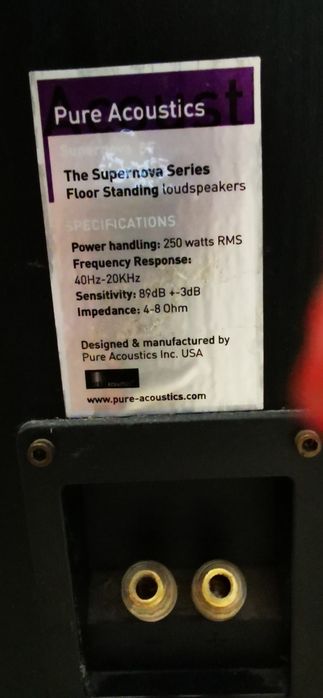 Pure Acoustics
Supernova
The Supernova Series
Floor Standing loudspeakers
SPECIFICATIONS
Power handling: 250 watts RMS
Frequency Response:
40Hz-20KHz
Sensitivity: 89dB +-3dB
Impedance: 4-8 Ohm
Designed & manufactured by
Pure Acoustics Inc. USA
www.pure-acoustics.com